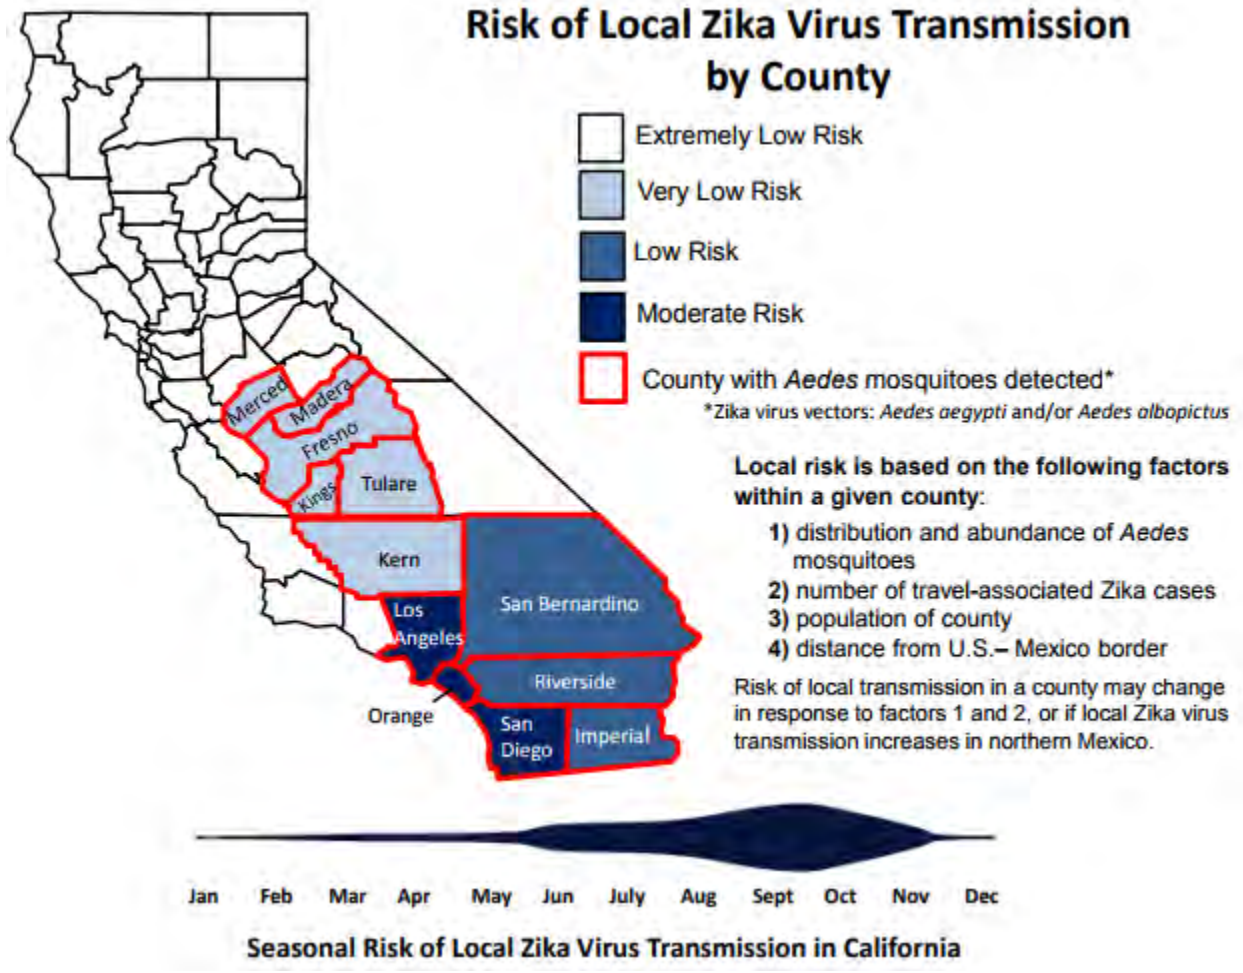 Risk of Local Zika Virus Transmission
by County
Extremely Low Risk
Very Low Risk
Low Risk
Moderate Risk
County with Aedes mosquitoes detected*
*Zika virus vectors: Aedes aegypti and/or Aedes albopictus
Local risk is based on the following factors
within a given county:
1) distribution and abundance of Aedes
mosquitoes
2) number of travel-associated Zika cases
3) population of county
4) distance from U.S.– Mexico border
Risk of local transmission in a county may change
in response to factors 1 and 2, or if local Zika virus
transmission increases in northern Mexico.
Merced
Madera
Fresno
Kings
Tulare
Kern
San Bernardino
Los
Angeles
Riverside
Orange
San
Diego
Imperial
Jan Feb Mar Apr May Jun July Aug Sept Oct Nov Dec
Seasonal Risk of Local Zika Virus Transmission in California